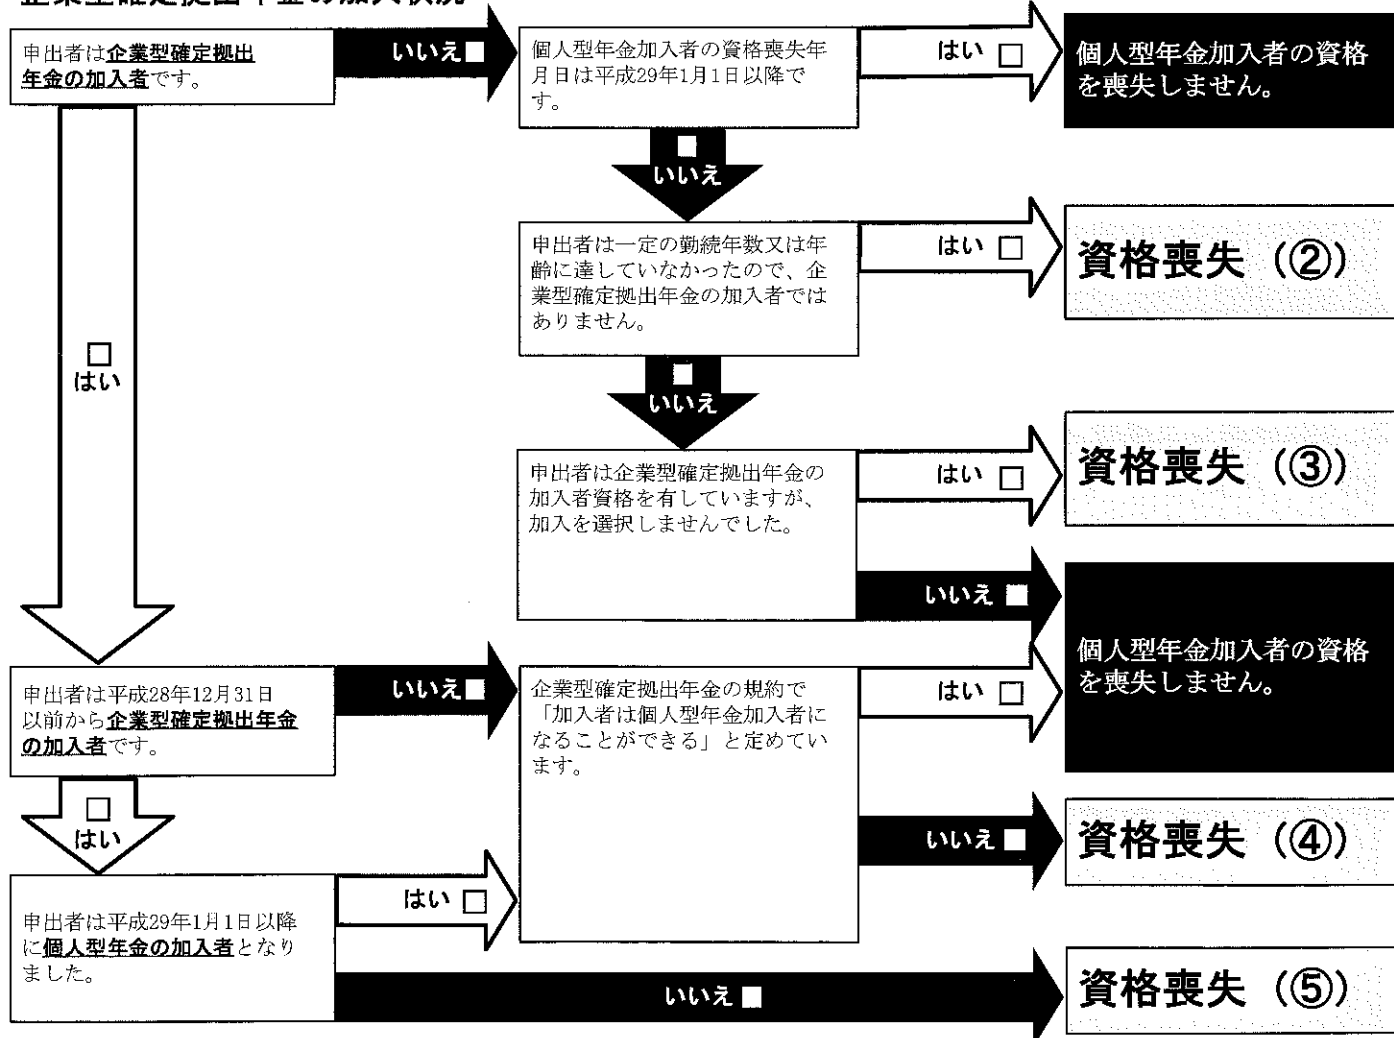 企業型確定拠出年金の加入状況
申出者は企業型確定拠出
年金の加入者です。
いいえ□
個人型年金加入者の資格喪失年
月日は平成29年1月1日以降で
す。
はい □
個人型年金加入者の資格
を喪失しません。
□
いいえ
申出者は一定の勤続年数又は年
齢に達していなかったので、企
業型確定拠出年金の加入者では
ありません。
はい □
資格喪失（②）
□
はい
□
いいえ
申出者は企業型確定拠出年金の
加入者資格を有していますが、
加入を選択しませんでした。
はい □
資格喪失（③）
いいえ □
個人型年金加入者の資格
を喪失しません。
申出者は平成28年12月31日
以前から企業型確定拠出年金
の加入者です。
いいえ□
企業型確定拠出年金の規約で
「加入者は個人型年金加入者に
なることができる」と定めてい
ます。
はい □
□
はい
いいえ □
資格喪失（④）
申出者は平成29年1月1日以降
に個人型年金の加入者となり
ました。
はい □
いいえ □
資格喪失（⑤）